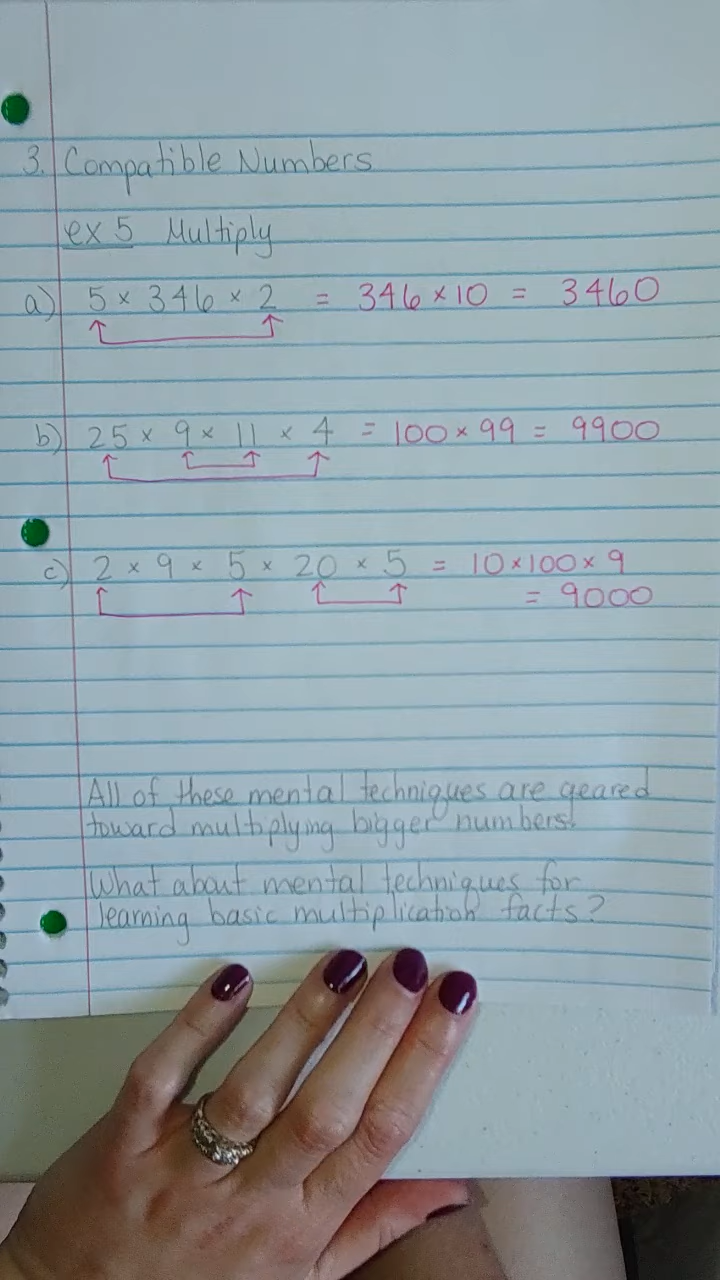 3. Compatible Numbers
ex 5 Multiply
a) 5 × 346 × 2 = 346 × 10 = 3460
b) 25 × 9 × 11 × 4 = 100 × 99 = 9900
c) 2 × 9 × 5 × 20 × 5 = 10 × 100 × 9
= 9000
All of these mental techniques are geared
toward multiplying bigger numbers.
What about mental techniques for
learning basic multiplication facts?